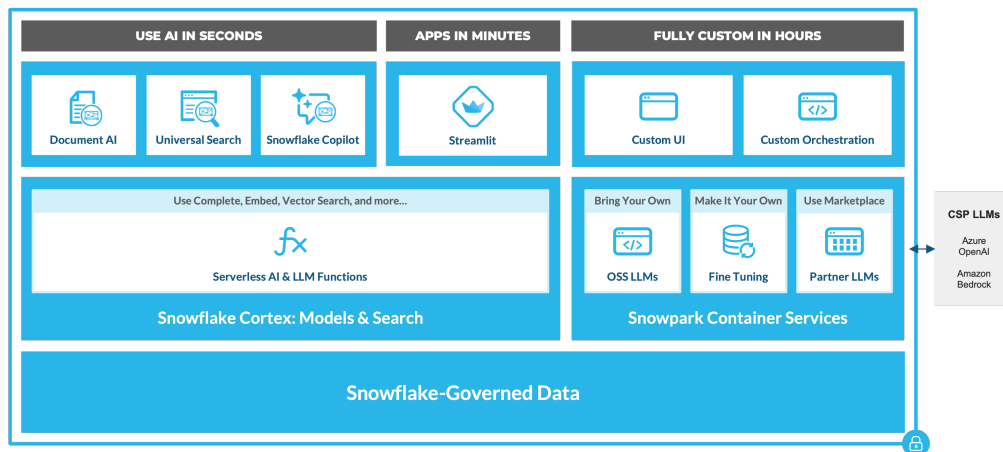 USE AI IN SECONDS
APPS IN MINUTES
FULLY CUSTOM IN HOURS
Document AI
Universal Search
Snowflake Copilot
Streamlit
Custom UI
Custom Orchestration
Use Complete, Embed, Vector Search, and more...
Serverless AI & LLM Functions
Snowflake Cortex: Models & Search
Bring Your Own
OSS LLMs
Make It Your Own
Fine Tuning
Use Marketplace
Partner LLMs
Snowpark Container Services
CSP LLMs
Azure
OpenAI
Amazon
Bedrock
Snowflake-Governed Data